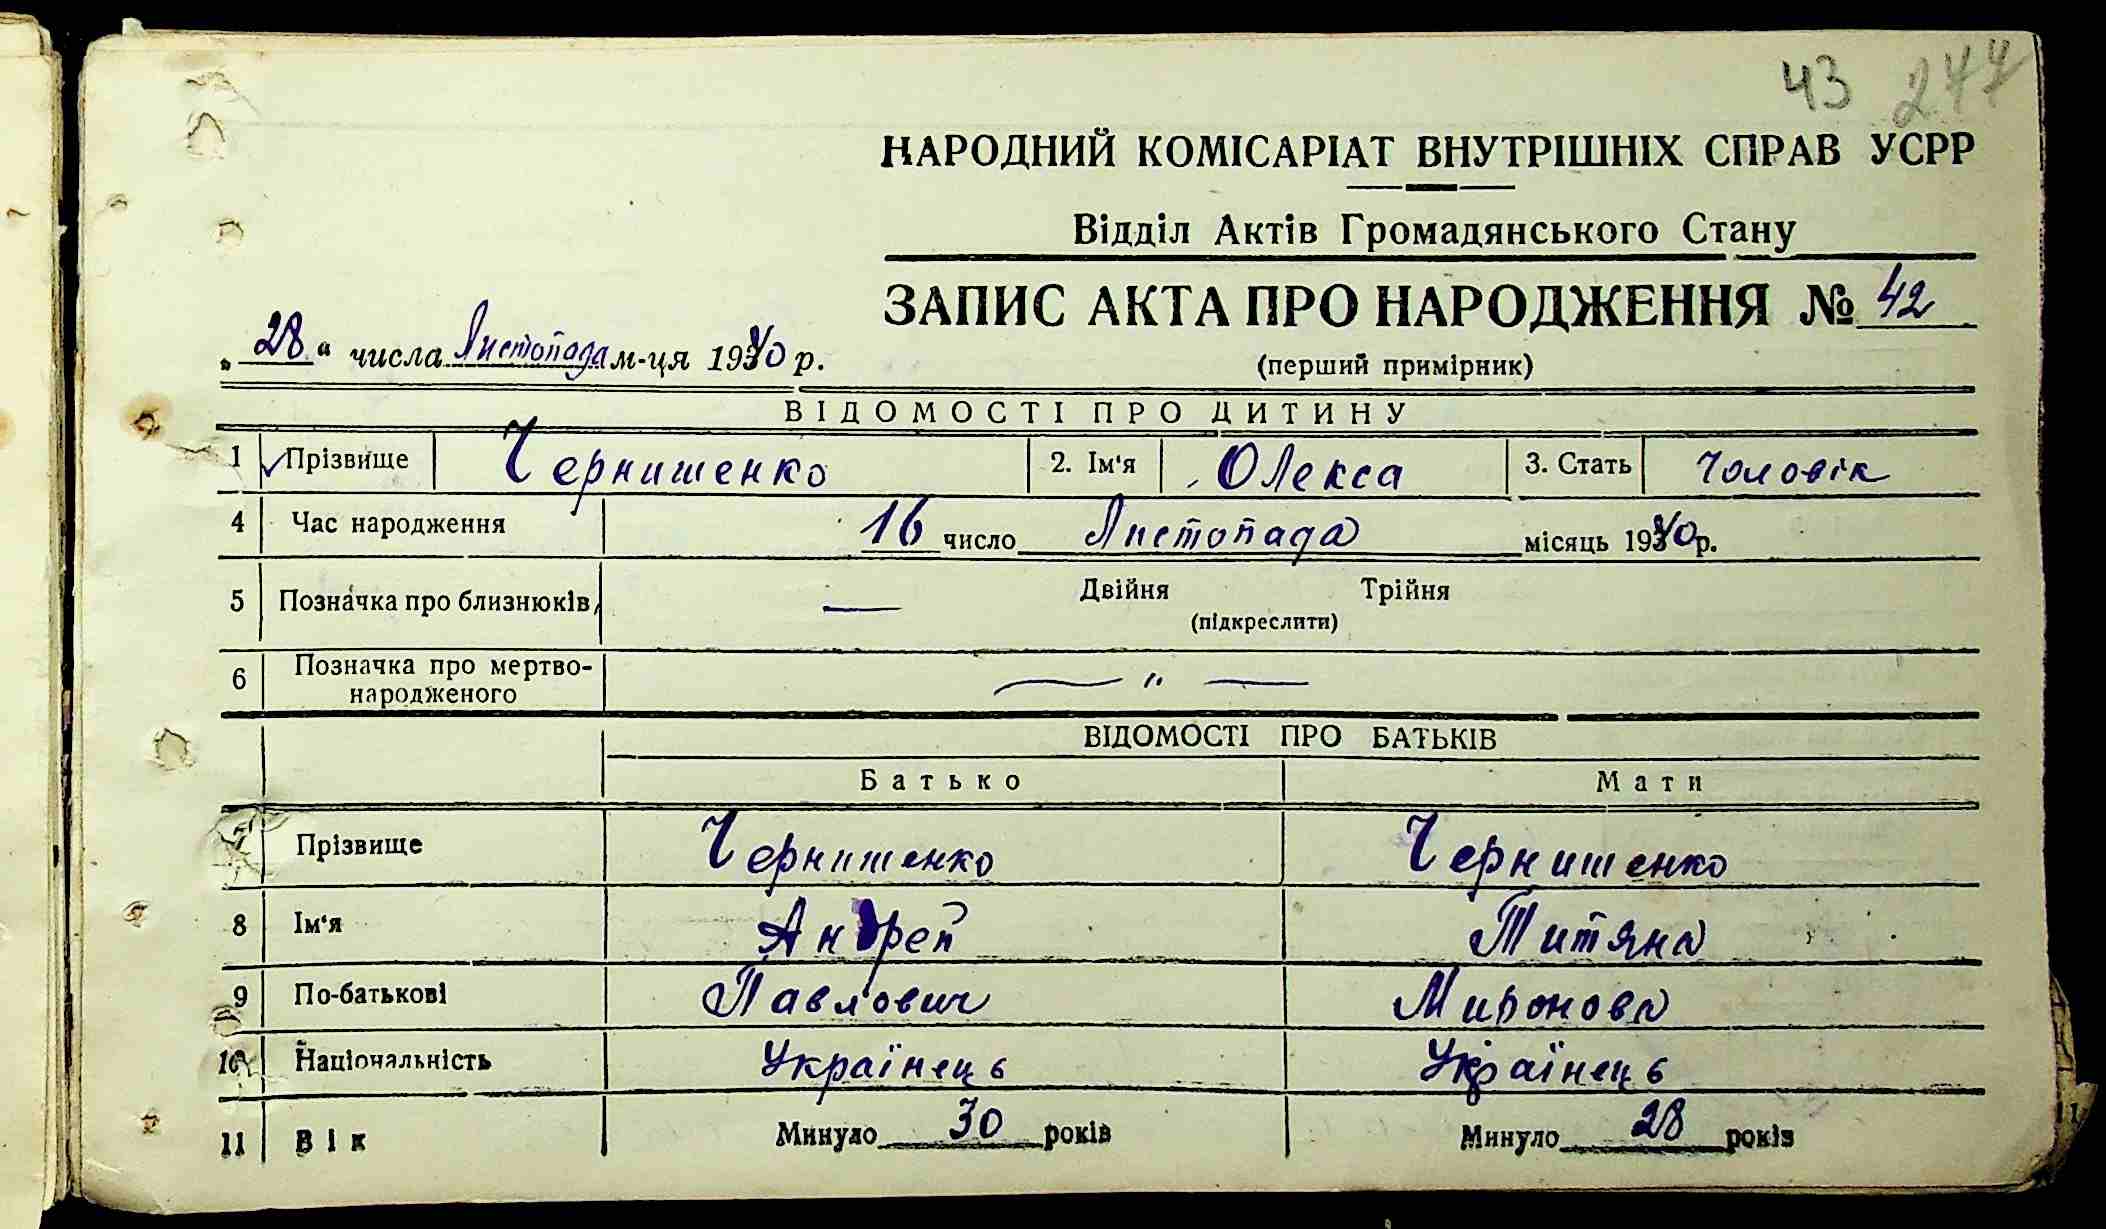 43 277
НАРОДНИЙ КОМІСАРІАТ ВНУТРІШНІХ СПРАВ УСРР
Відділ Актів Громадянського Стану
ЗАПИС АКТА ПРО НАРОДЖЕННЯ № 42
„28“ числа Листопада м-ця 1940 р.
(перший примірник)
ВІДОМОСТІ ПРО ДИТИНУ
1 Прізвище Чернишенко 2. Ім'я Олекса 3. Стать Чоловік
4 Час народження 16 число Листопада місяць 1940 р.
5 Позначка про близнюків — Двійня Трійня
(підкреслити)
6 Позначка про мертво-
народженого — " —
ВІДОМОСТІ ПРО БАТЬКІВ
Батько Мати
7 Прізвище Чернишенко Чернишенко
8 Ім'я Андрей Титяна
9 По-батькові Павлович Миронова
10 Національність Українець Українець
11 Вік Минуло 30 років Минуло 28 років